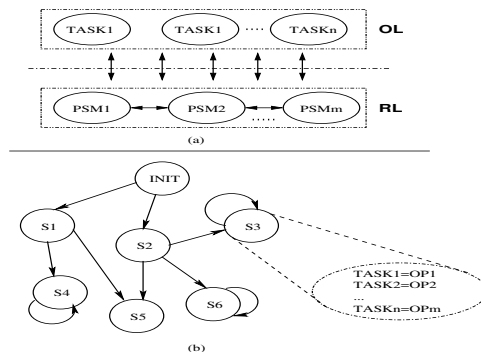 TASK1 TASK1 ..... TASKn OL
PSM1 PSM2 ..... PSMm RL
(a)
INIT
S1 S2 S3
S4 S5 S6
TASK1=OP1
TASK2=OP2
...
TASKn=OPm
(b)